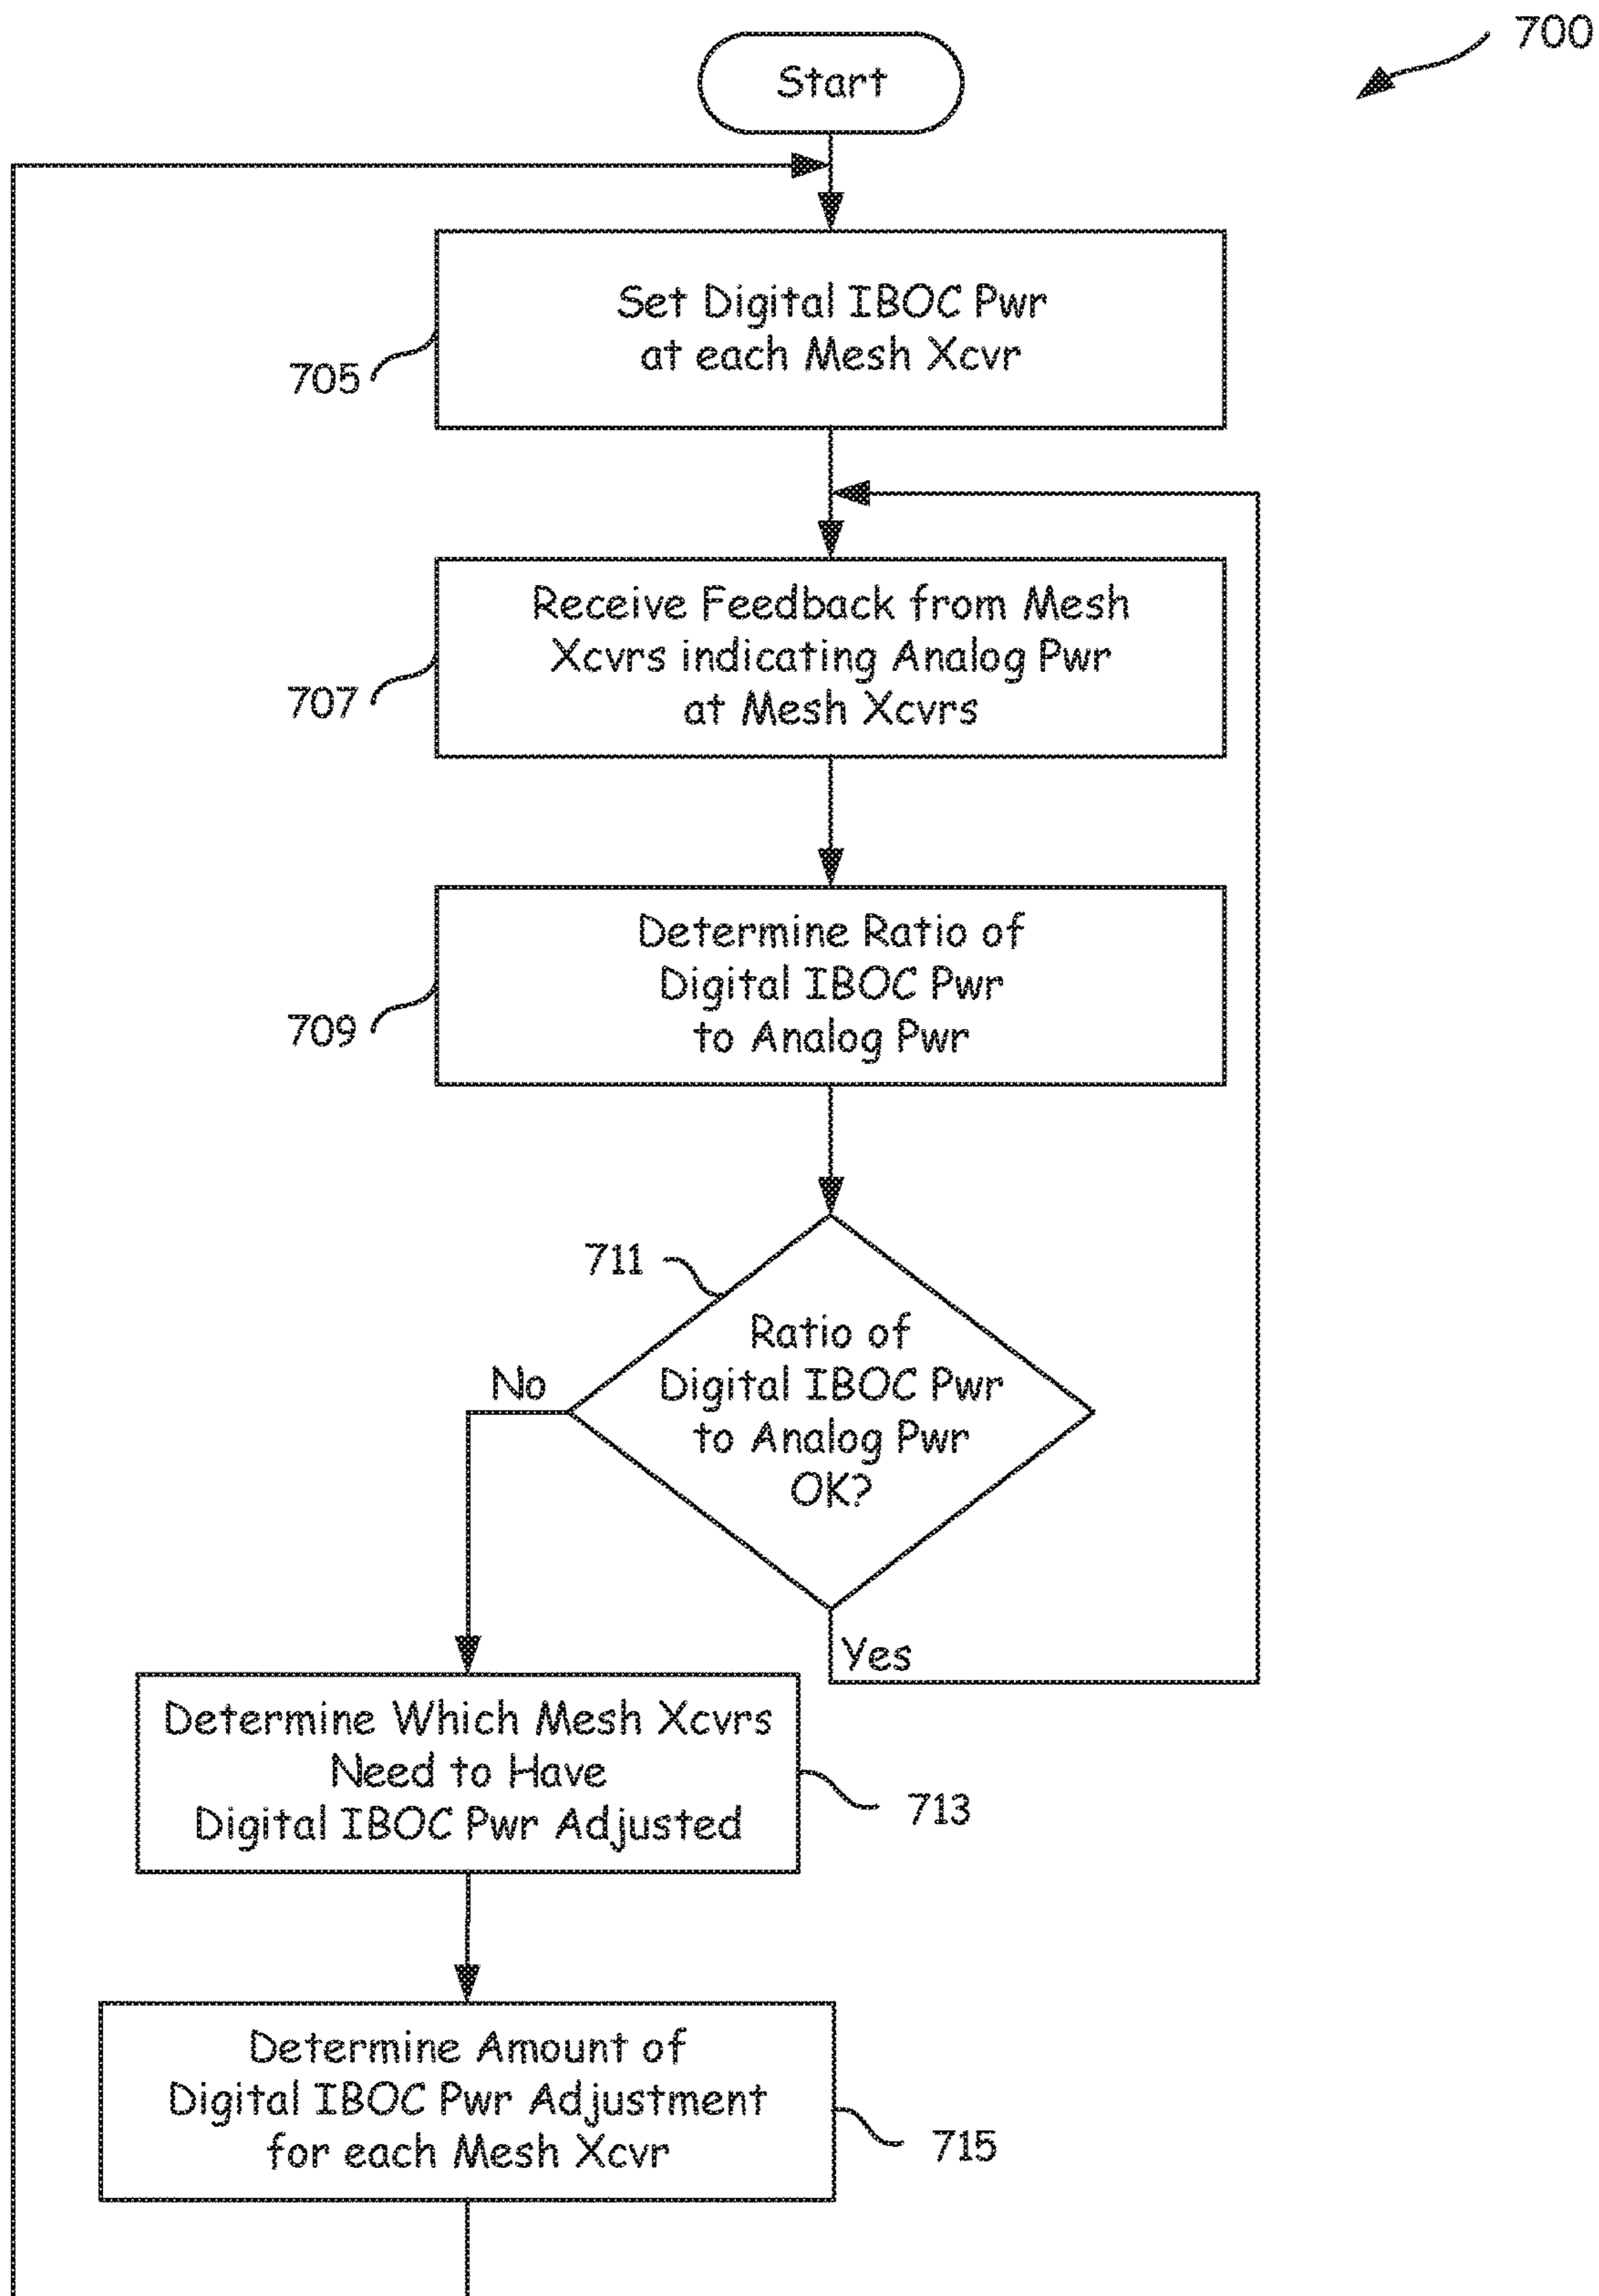 700
Start
Set Digital IBOC Pwr
at each Mesh Xcvr
705
Receive Feedback from Mesh
Xcvrs indicating Analog Pwr
at Mesh Xcvrs
707
Determine Ratio of
Digital IBOC Pwr
to Analog Pwr
709
711
Ratio of
Digital IBOC Pwr
to Analog Pwr
OK?
No
Yes
Determine Which Mesh Xcvrs
Need to Have
Digital IBOC Pwr Adjusted
713
Determine Amount of
Digital IBOC Pwr Adjustment
for each Mesh Xcvr
715